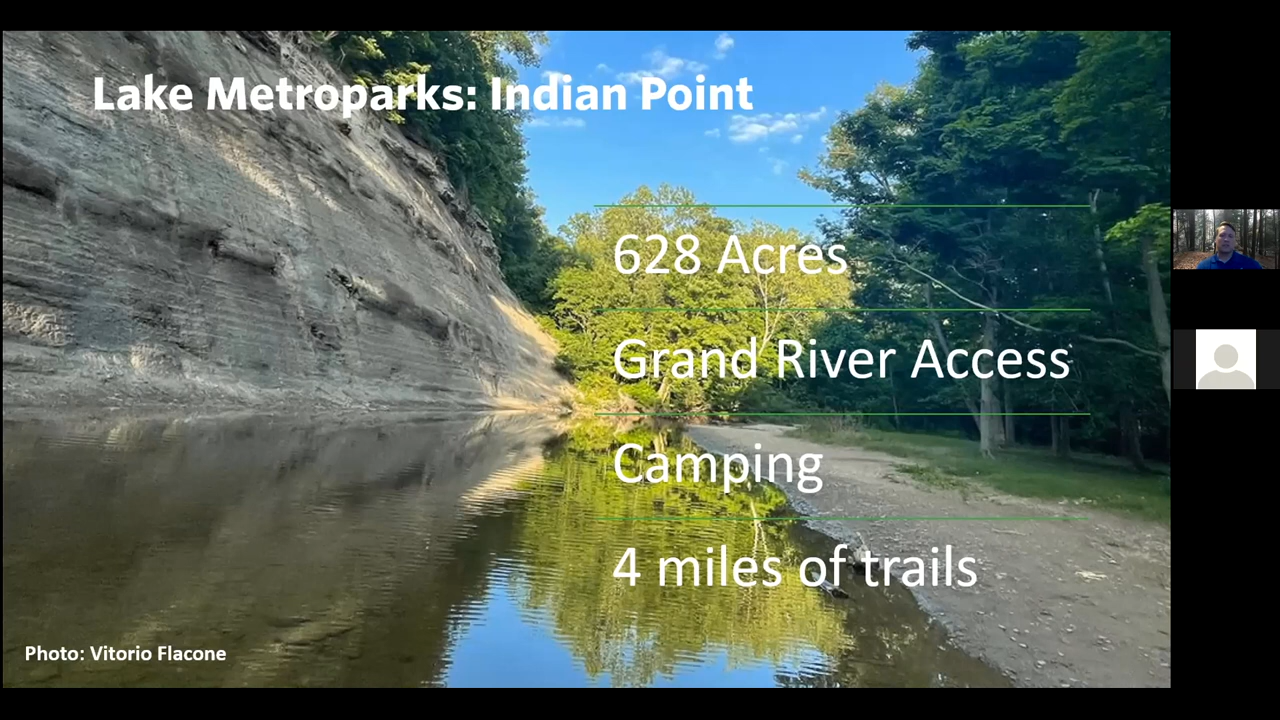 Lake Metroparks: Indian Point
628 Acres
Grand River Access
Camping
4 miles of trails
Photo: Vitorio Flacone